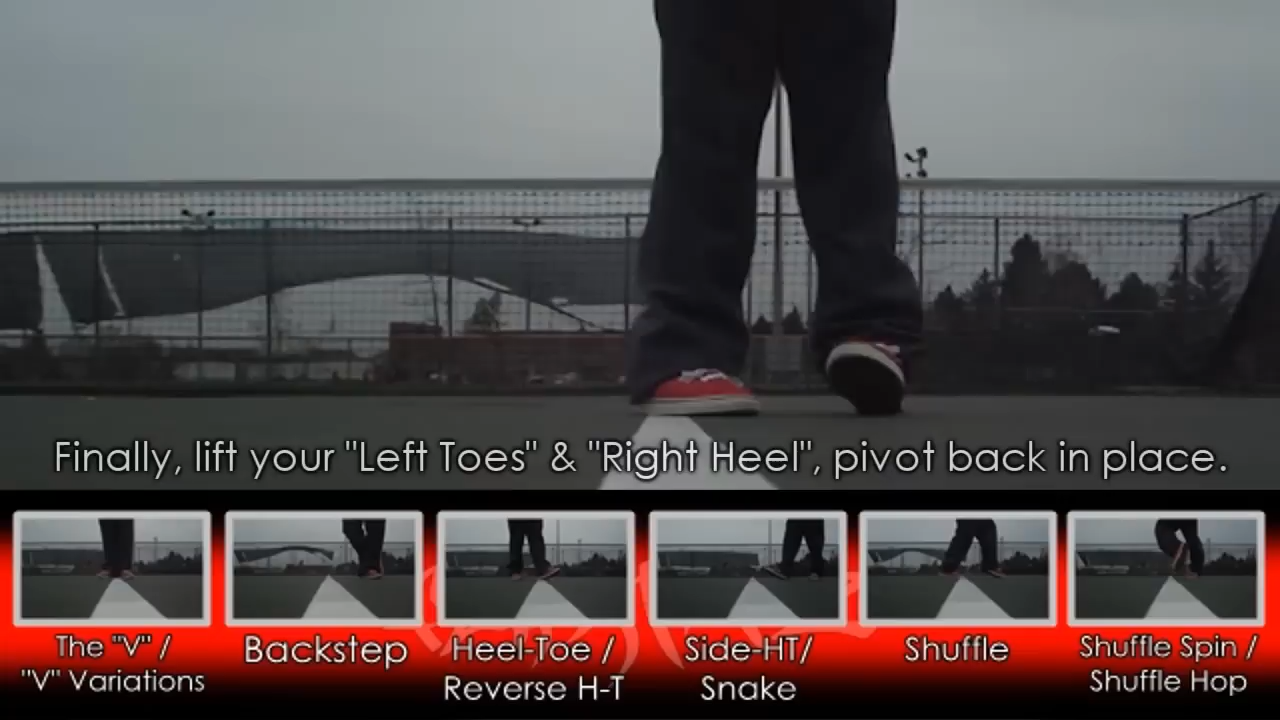 Finally, lift your "Left Toes" & "Right Heel", pivot back in place.
The "V" /
"V" Variations
Backstep
Heel-Toe /
Reverse H-T
Side-HT/
Snake
Shuffle
Shuffle Spin /
Shuffle Hop